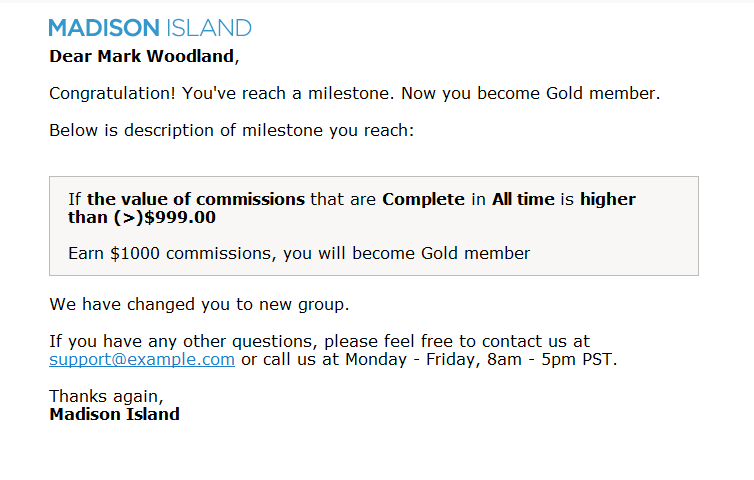 MADISON ISLAND
Dear Mark Woodland,
Congratulation! You've reach a milestone. Now you become Gold member.
Below is description of milestone you reach:
If the value of commissions that are Complete in All time is higher
than (>)$999.00
Earn $1000 commissions, you will become Gold member
We have changed you to new group.
If you have any other questions, please feel free to contact us at
support@example.com or call us at Monday - Friday, 8am - 5pm PST.
Thanks again,
Madison Island